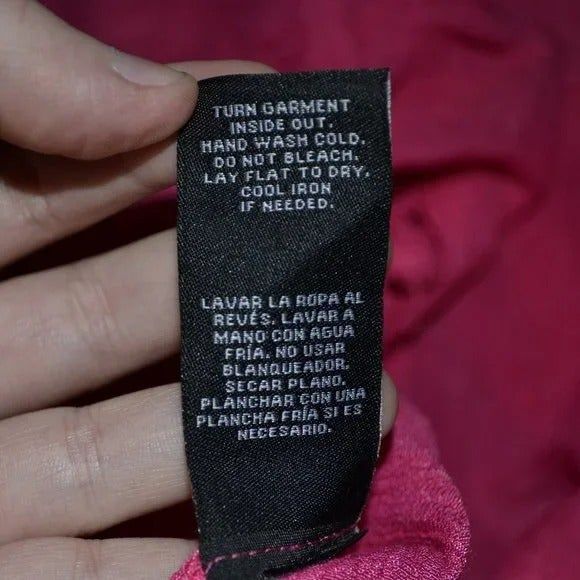 TURN GARMENT
INSIDE OUT.
HAND WASH COLD.
DO NOT BLEACH.
LAY FLAT TO DRY.
COOL IRON
IF NEEDED.
LAVAR LA ROPA AL
REVÉS. LAVAR A
MANO CON AGUA
FRÍA. NO USAR
BLANQUEADOR.
SECAR PLANO.
PLANCHAR CON UNA
PLANCHA FRÍA SI ES
NECESARIO.